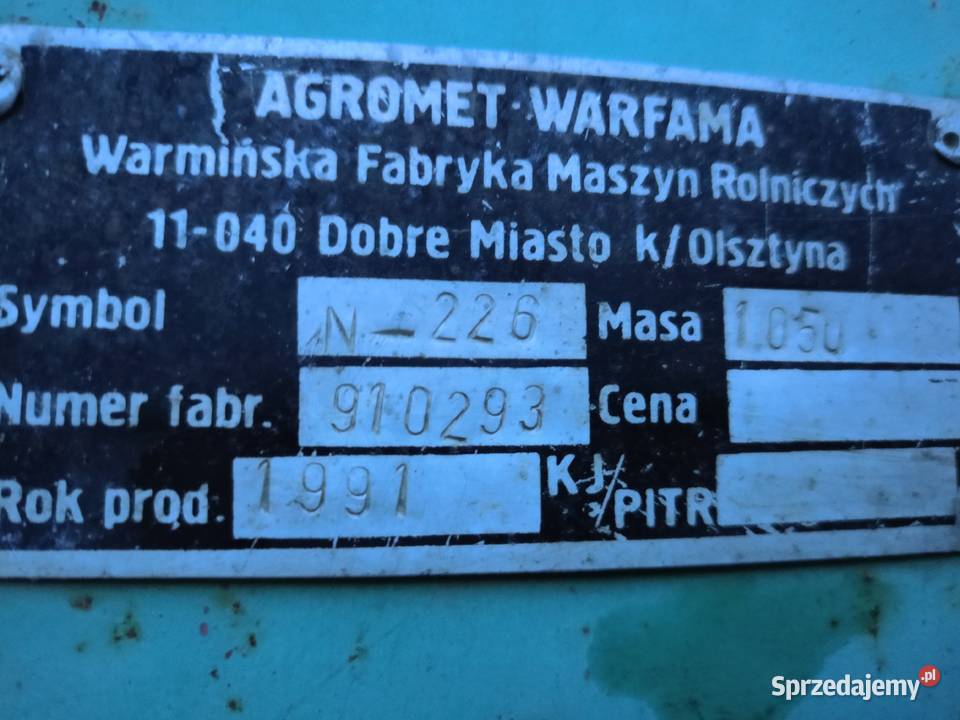 AGROMET-WARFAMA
Warmińska Fabryka Maszyn Rolniczych
11-040 Dobre Miasto k/Olsztyna
Symbol N-226 Masa 1.050
Numer fabr. 910293 Cena
Rok prod. 1991 KJ/PITR
Sprzedajemy.pl